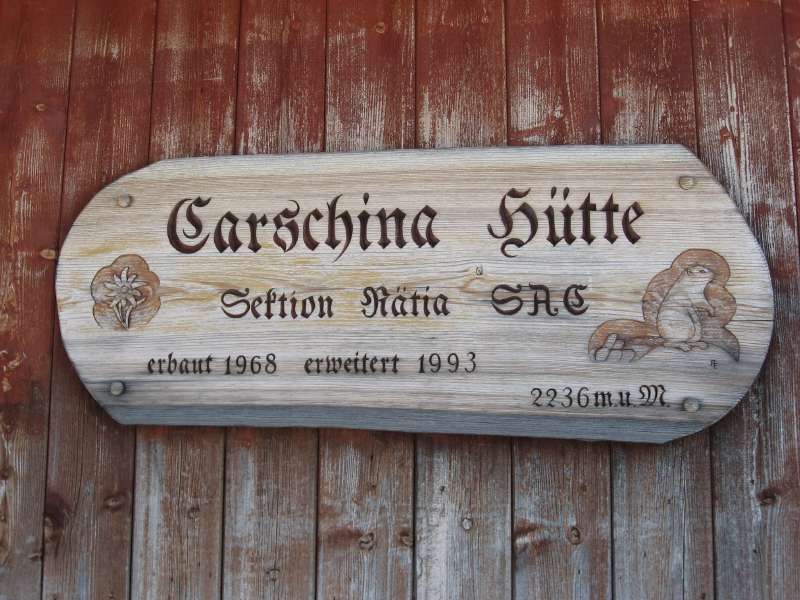 Carschina Hütte
Sektion Rätia SAC
erbaut 1968 erweitert 1993
2236 m.u.M.